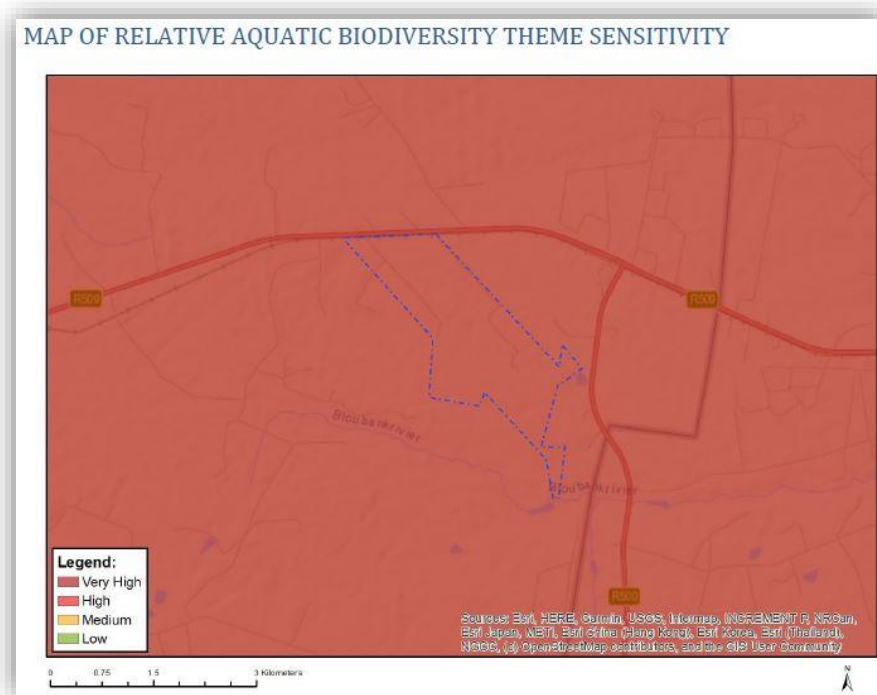 MAP OF RELATIVE AQUATIC BIODIVERSITY THEME SENSITIVITY
R509
R509
Bloubankrivier
Bloubankrivier
R500
Legend:
Very High
High
Medium
Low
Sources: Esri, HERE, Garmin, USGS, Intermap, INCREMENT P, NRCan,
Esri Japan, METI, Esri China (Hong Kong), Esri Korea, Esri (Thailand),
NGCC, (c) OpenStreetMap contributors, and the GIS User Community
0 0.75 1.5 3 Kilometers
N